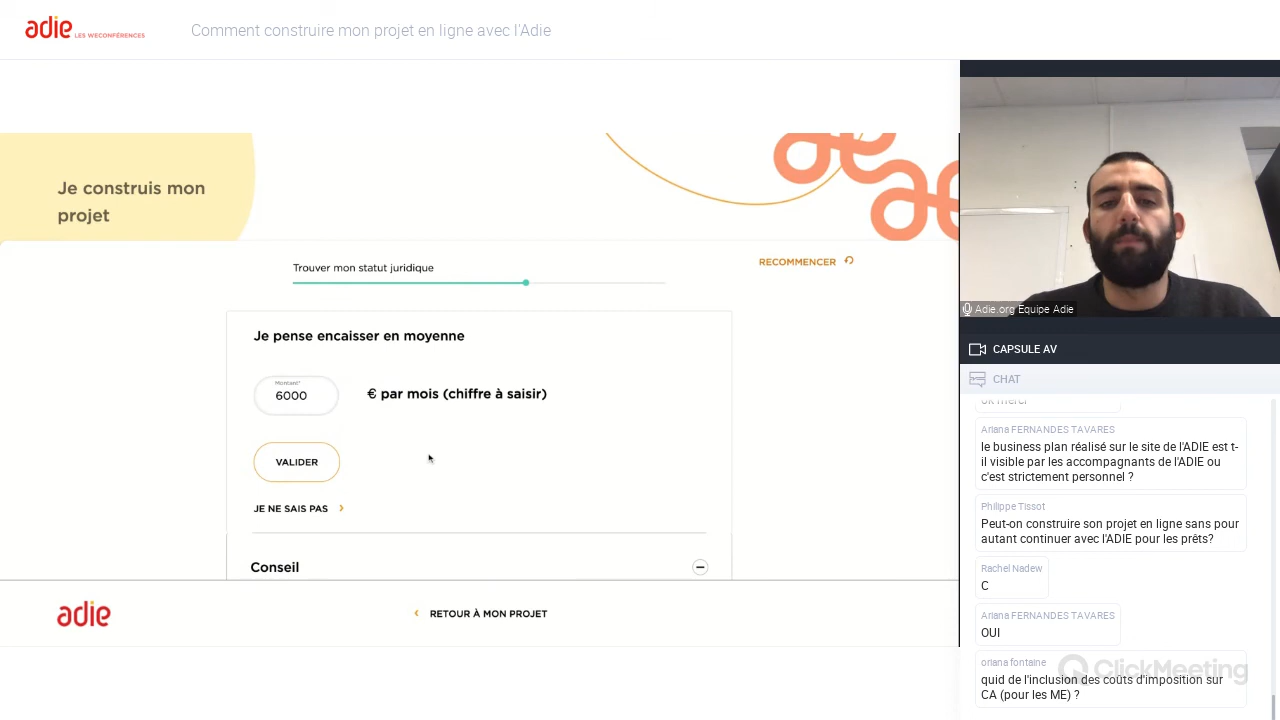 adie LES WECONFÉRENCES
Comment construire mon projet en ligne avec l'Adie
Je construis mon
projet
Trouver mon statut juridique
RECOMMENCER
Je pense encaisser en moyenne
Montant*
6000
€ par mois (chiffre à saisir)
VALIDER
JE NE SAIS PAS
Conseil
adie
RETOUR À MON PROJET
Adie.org Equipe Adie
CAPSULE AV
CHAT
ok merci
Ariana FERNANDES TAVARES
le business plan réalisé sur le site de l'ADIE est t-
il visible par les accompagnants de l'ADIE ou
c'est strictement personnel ?
Philippe Tissot
Peut-on construire son projet en ligne sans pour
autant continuer avec l'ADIE pour les prêts?
Rachel Nadew
C
Ariana FERNANDES TAVARES
OUI
oriana fontaine
quid de l'inclusion des couts d'imposition sur
CA (pour les ME) ?
ClickMeeting